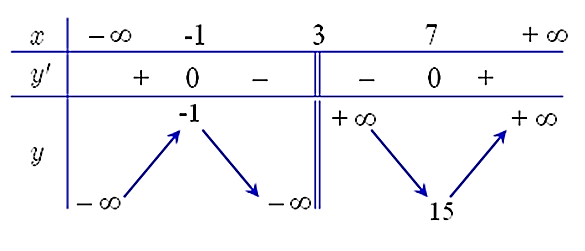 x − ∞ -1 3 7 + ∞
y′ + 0 − − 0 +
-1 + ∞ + ∞
y
− ∞ − ∞ 15